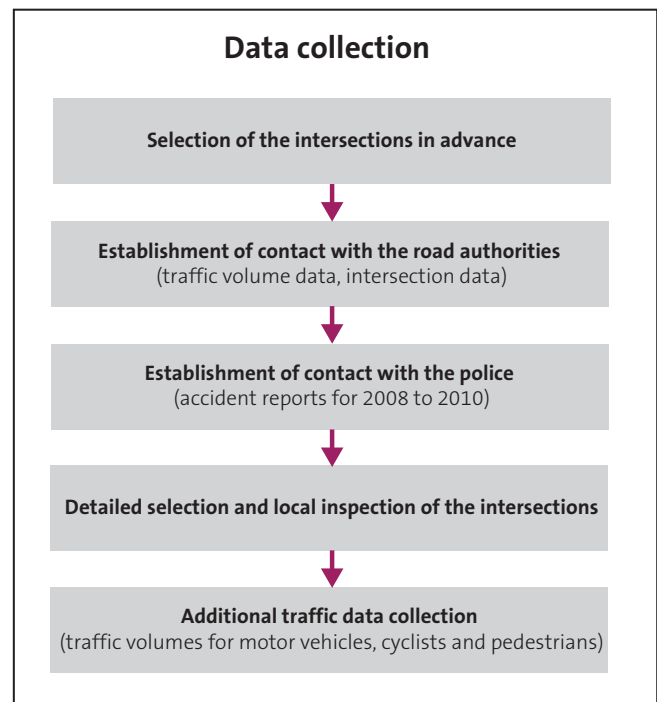 Data collection
Selection of the intersections in advance
Establishment of contact with the road authorities
(traffic volume data, intersection data)
Establishment of contact with the police
(accident reports for 2008 to 2010)
Detailed selection and local inspection of the intersections
Additional traffic data collection
(traffic volumes for motor vehicles, cyclists and pedestrians)